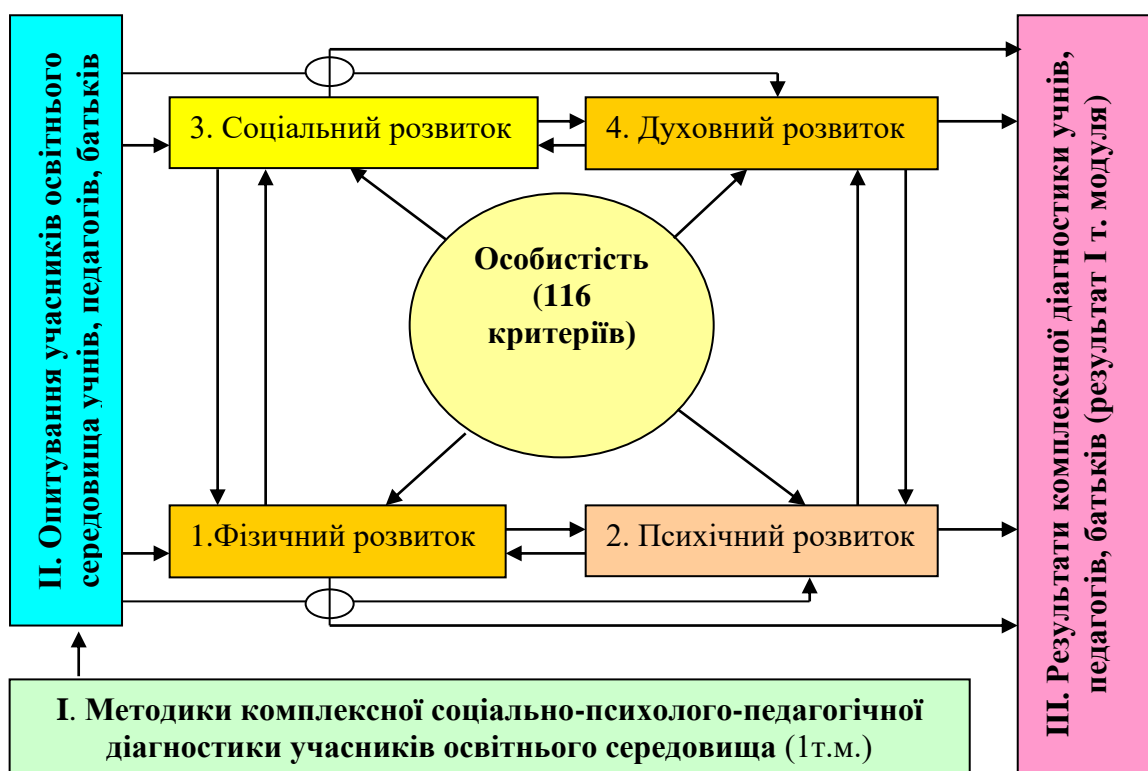 ІІ. Опитування учасників освітнього
середовища учнів, педагогів, батьків
3. Соціальний розвиток
4. Духовний розвиток
Особистість
(116
критеріїв)
1.Фізичний розвиток
2. Психічний розвиток
ІІІ. Результати комплексної діагностики учнів,
педагогів, батьків (результат І т. модуля)
І. Методики комплексної соціально-психолого-педагогічної
діагностики учасників освітнього середовища (1т.м.)